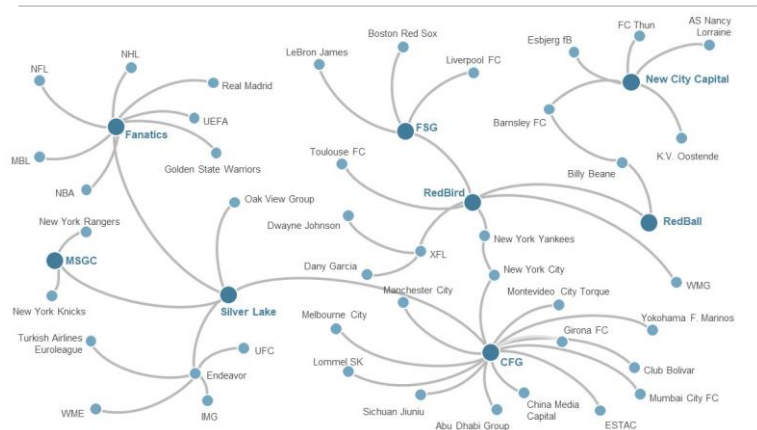 AS Nancy
Lorraine
FC Thun
Esbjerg fB
Boston Red Sox
LeBron James
Liverpool FC
NHL
NFL
Real Madrid
New City Capital
UEFA
Fanatics
FSG
Barnsley FC
K.V. Oostende
Golden State Warriors
MBL
Toulouse FC
Billy Beane
NBA
RedBird
Oak View Group
Dwayne Johnson
RedBall
New York Rangers
New York Yankees
XFL
MSGC
Dany Garcia
New York City
WMG
Manchester City
Montevideo City Torque
New York Knicks
Silver Lake
Melbourne City
Yokohama F. Marinos
Girona FC
Turkish Airlines
Euroleague
UFC
CFG
Lommel SK
Club Bolivar
Endeavor
Mumbai City FC
WME
IMG
Sichuan Jiuniu
China Media
Capital
Abu Dhabi Group
ESTAC